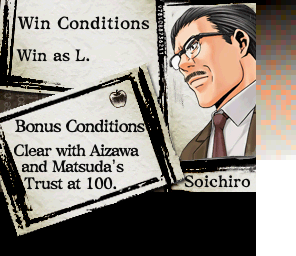 Win Conditions
Win as L.
Bonus Conditions
Clear with Aizawa
and Matsuda's
Trust at 100.
Soichiro